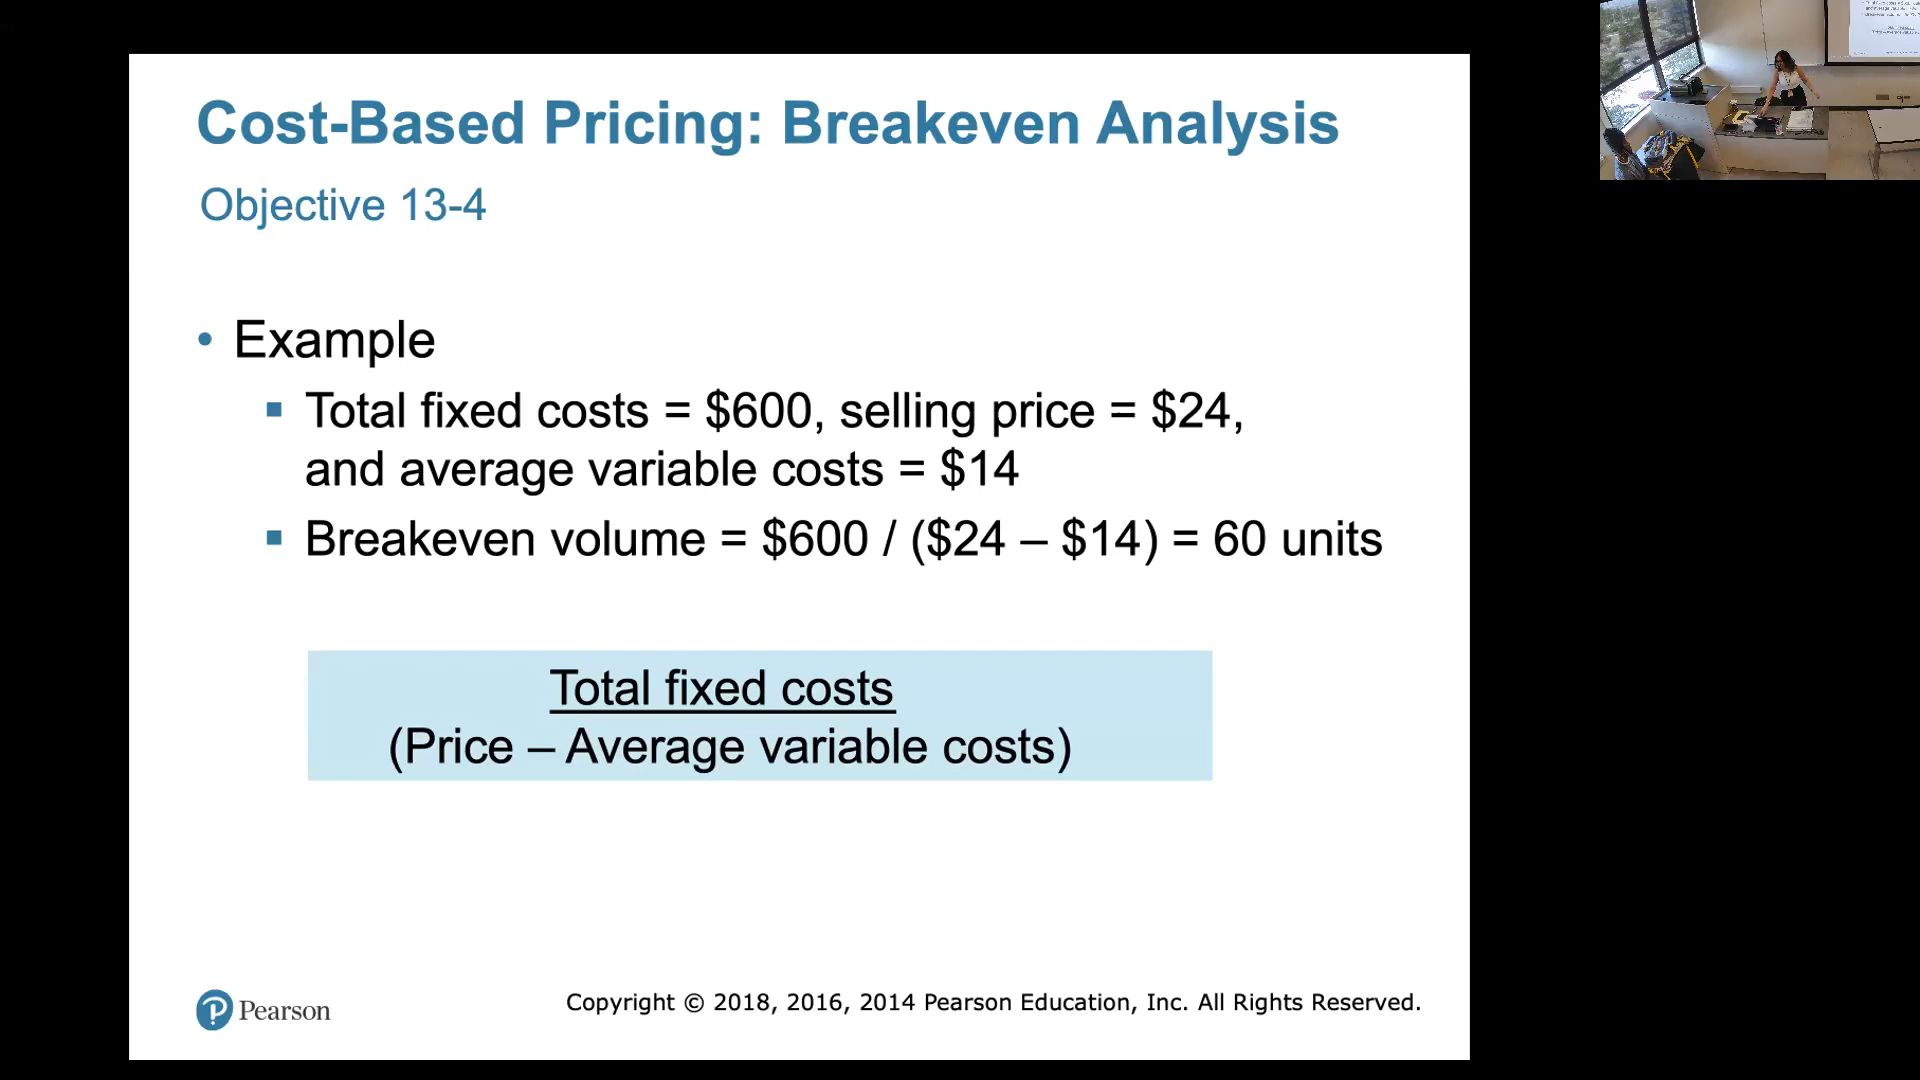 Cost-Based Pricing: Breakeven Analysis
Objective 13-4
• Example
▪ Total fixed costs = $600, selling price = $24,
and average variable costs = $14
▪ Breakeven volume = $600 / ($24 – $14) = 60 units
Total fixed costs
(Price – Average variable costs)
Pearson
Copyright © 2018, 2016, 2014 Pearson Education, Inc. All Rights Reserved.